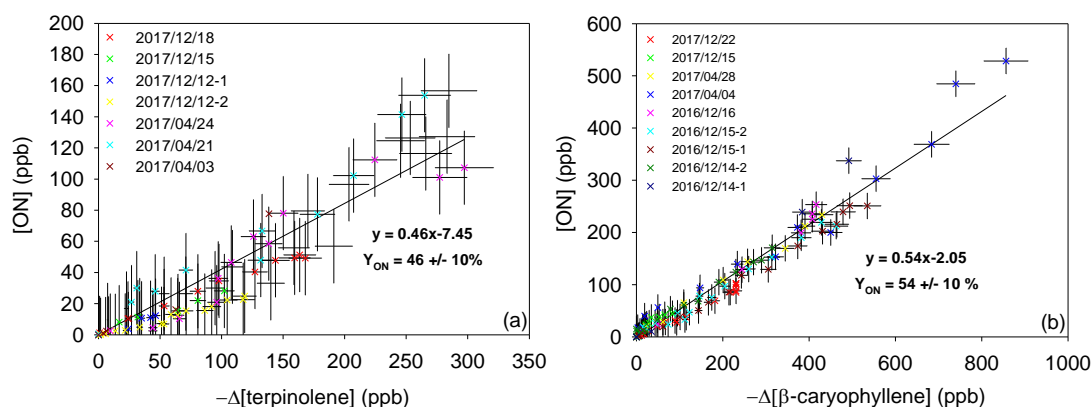 200
180
160
140
120
100
80
60
40
20
0
[ON] (ppb)
2017/12/18
2017/12/15
2017/12/12-1
2017/12/12-2
2017/04/24
2017/04/21
2017/04/03
y = 0.46x-7.45
Y_ON = 46 +/- 10%
(a)
0 50 100 150 200 250 300 350 400
−Δ[terpinolene] (ppb)
600
500
400
300
200
100
0
[ON] (ppb)
2017/12/22
2017/12/15
2017/04/28
2017/04/04
2016/12/16
2016/12/15-2
2016/12/15-1
2016/12/14-2
2016/12/14-1
y = 0.54x-2.05
Y_ON = 54 +/- 10 %
(b)
0 200 400 600 800 1000
−Δ[β-caryophyllene] (ppb)